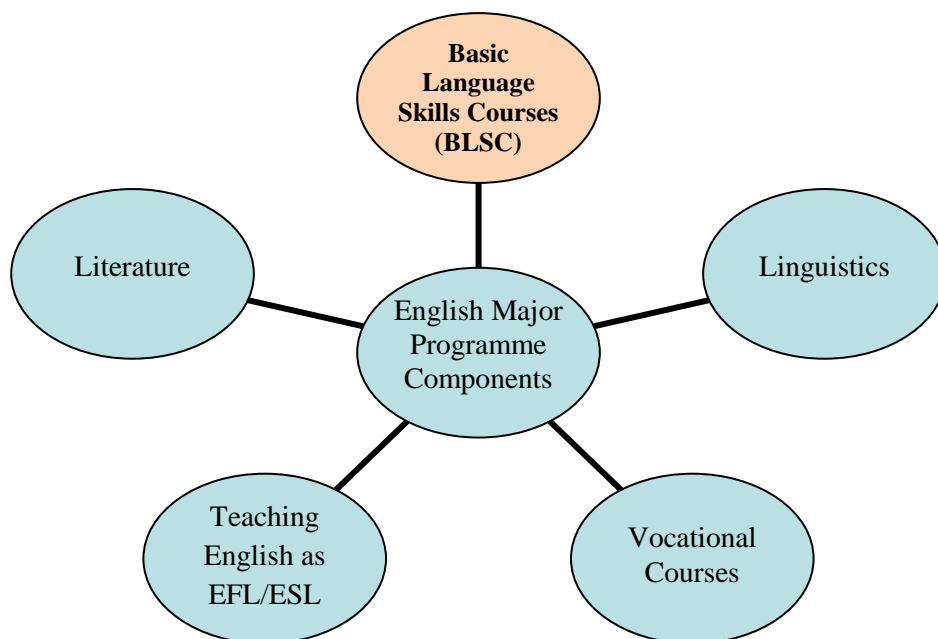 Basic
Language
Skills Courses
(BLSC)
Literature
Linguistics
English Major
Programme
Components
Teaching
English as
EFL/ESL
Vocational
Courses